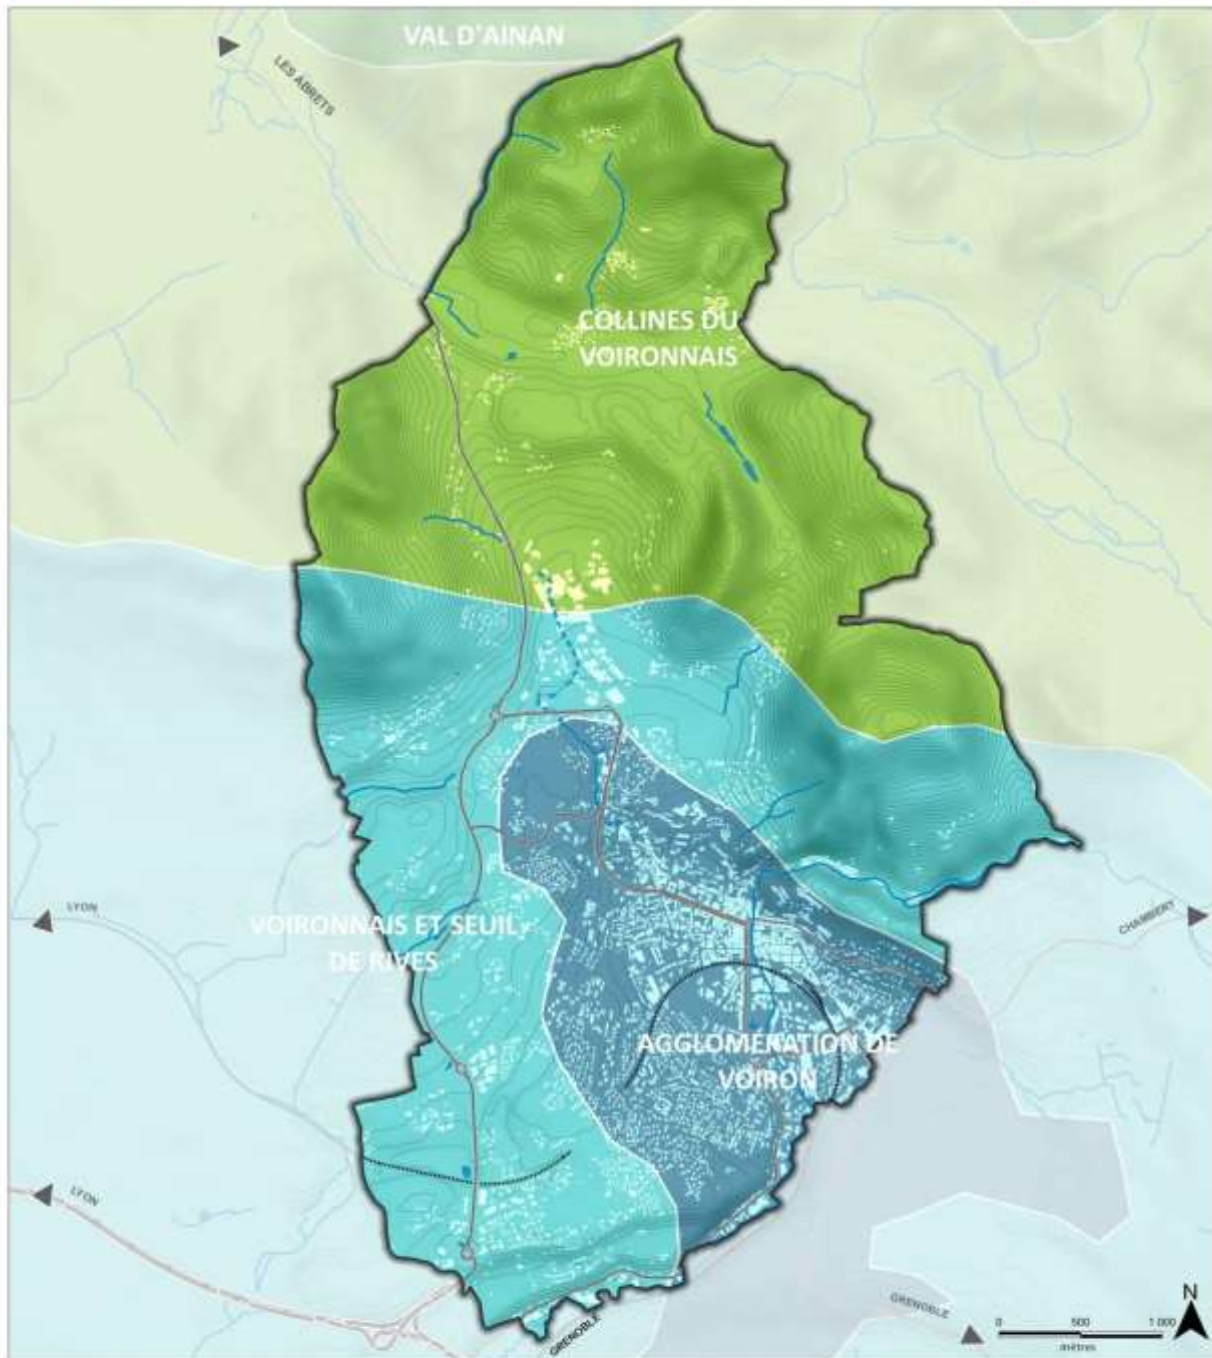 VAL D'AINAN
LES ABRETS
COLLINES DU
VOIRONNAIS
LYON
VOIRONNAIS ET SEUIL
DE RIVES
CHAMBERY
AGGLOMERATION DE
VOIRON
LYON
GRENOBLE
GRENOBLE
N
0 500 1 000
mètres